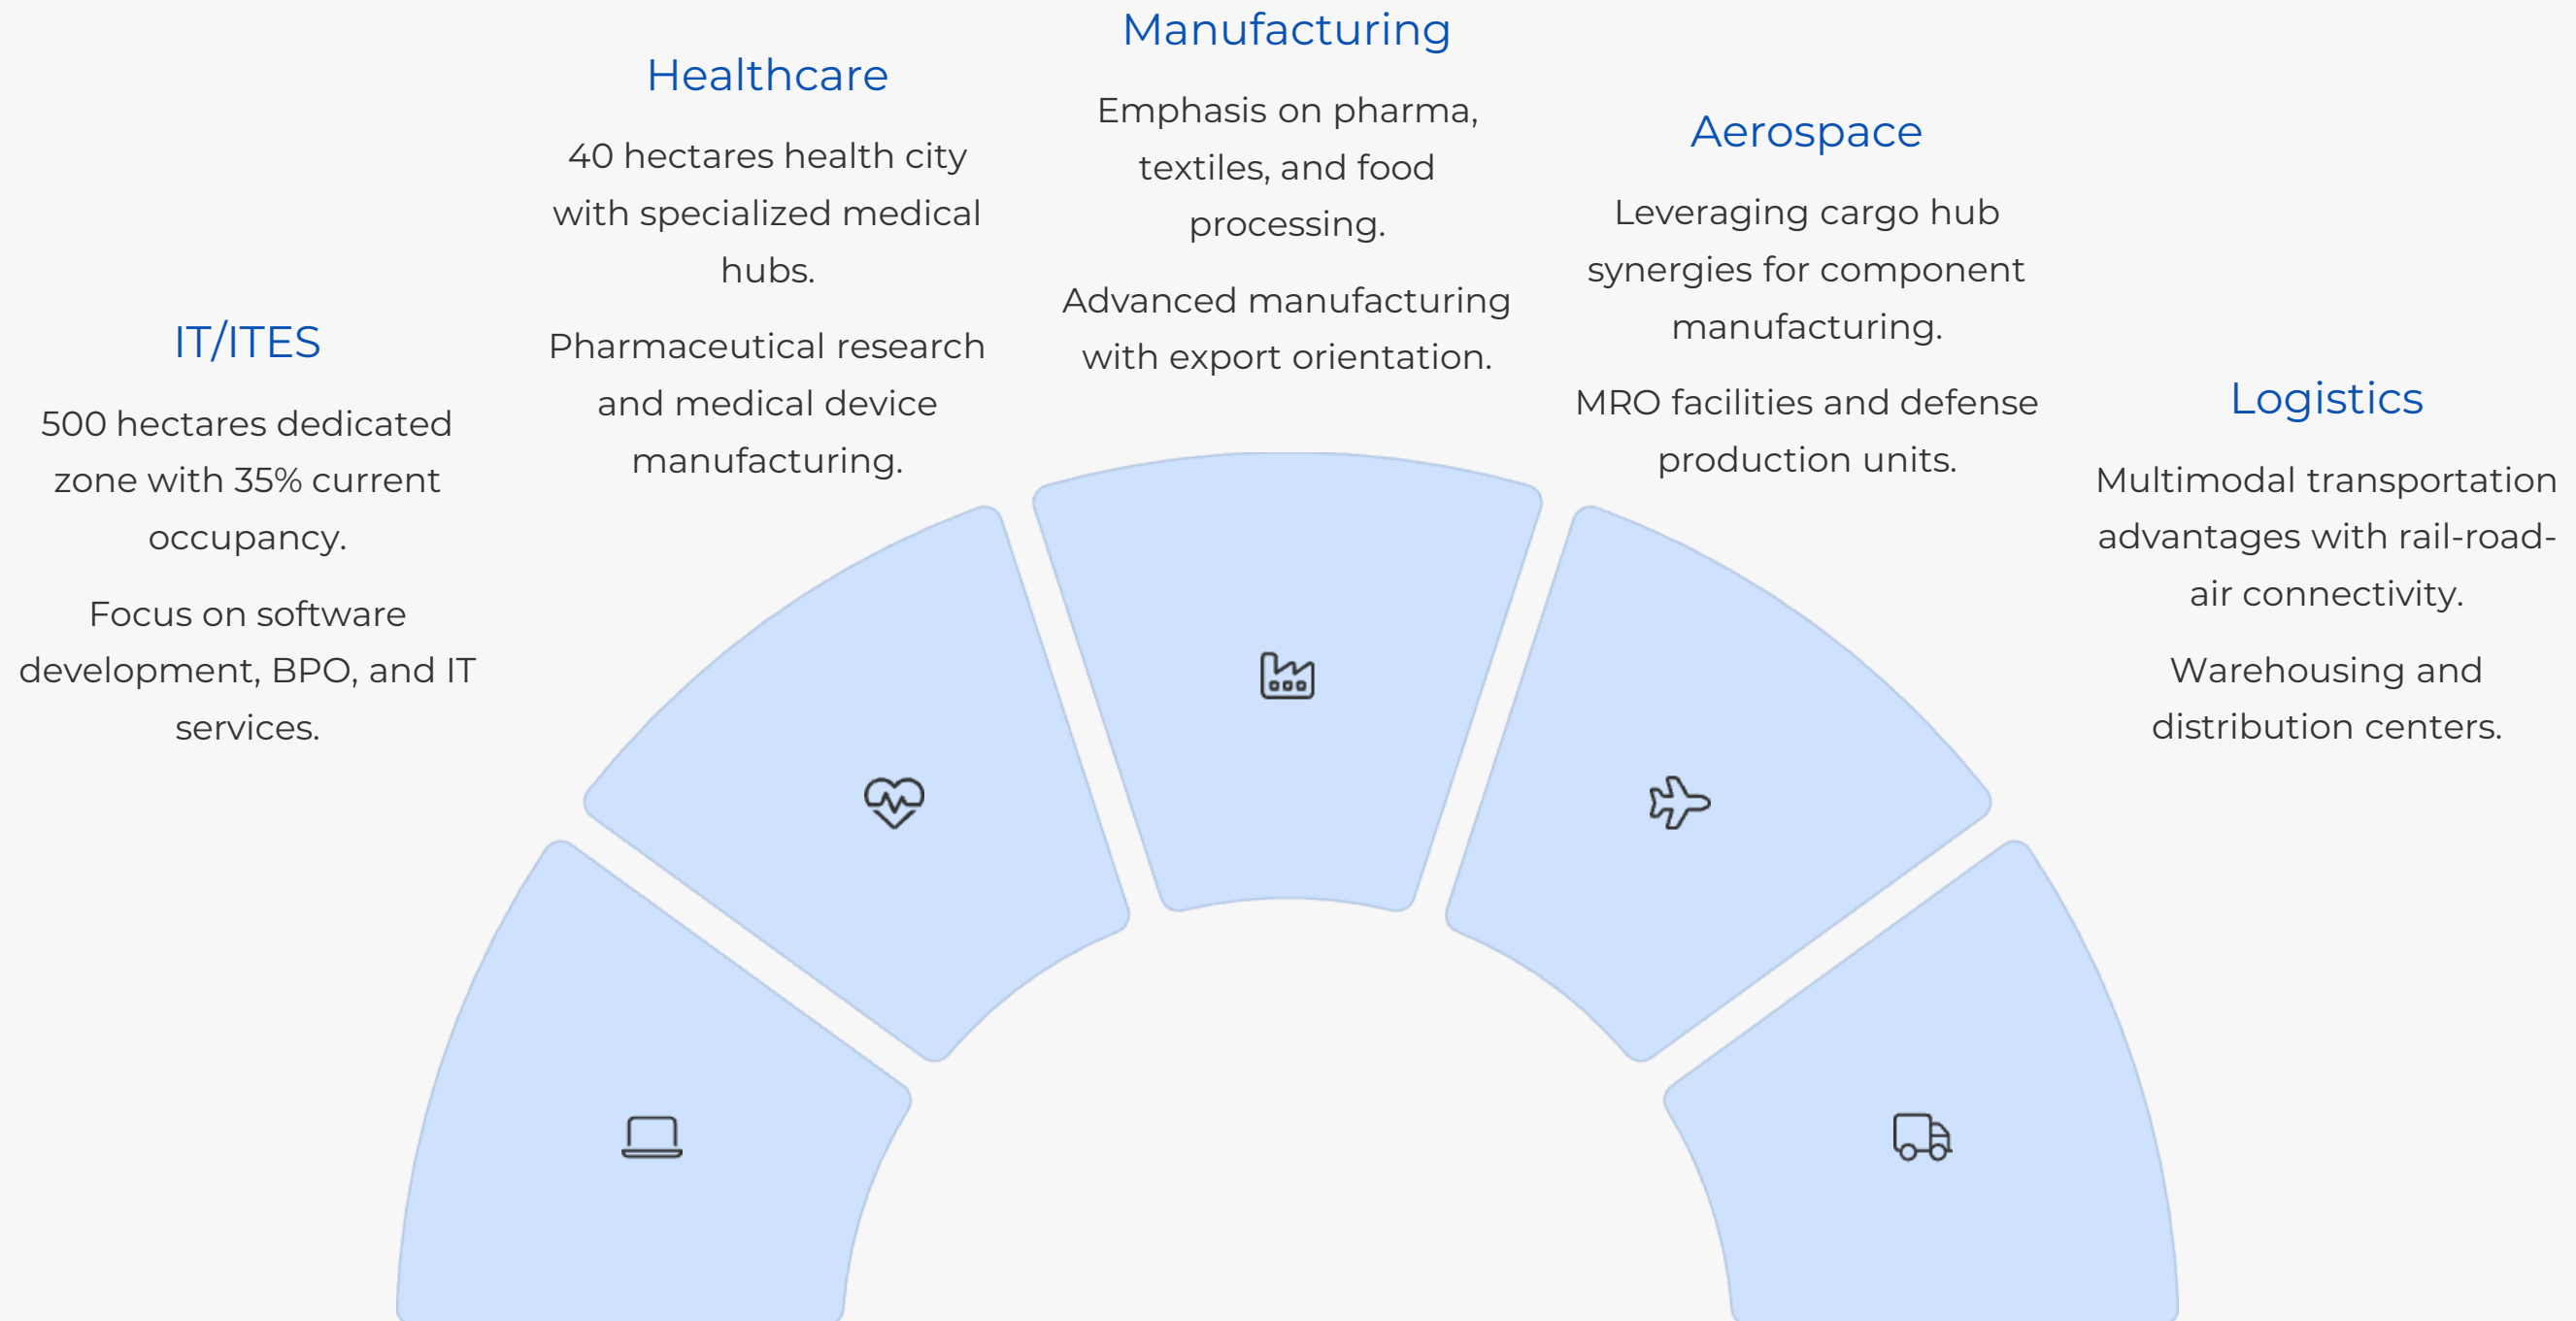 IT/ITES
500 hectares dedicated
zone with 35% current
occupancy.
Focus on software
development, BPO, and IT
services.
Healthcare
40 hectares health city
with specialized medical
hubs.
Pharmaceutical research
and medical device
manufacturing.
Manufacturing
Emphasis on pharma,
textiles, and food
processing.
Advanced manufacturing
with export orientation.
Aerospace
Leveraging cargo hub
synergies for component
manufacturing.
MRO facilities and defense
production units.
Logistics
Multimodal transportation
advantages with rail-road-
air connectivity.
Warehousing and
distribution centers.